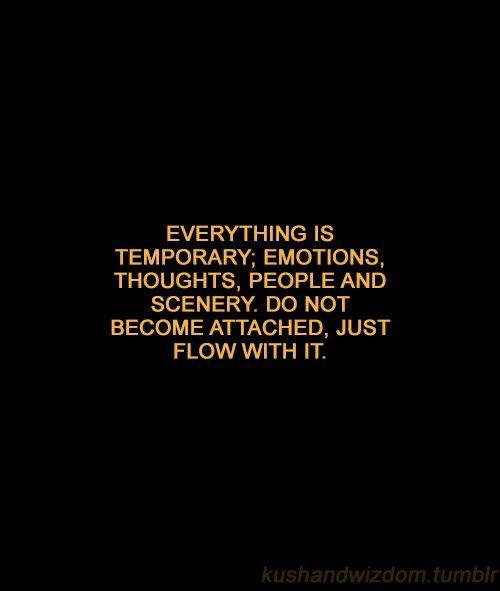 EVERYTHING IS
TEMPORARY; EMOTIONS,
THOUGHTS, PEOPLE AND
SCENERY. DO NOT
BECOME ATTACHED, JUST
FLOW WITH IT.
kushandwizdom.tumblr